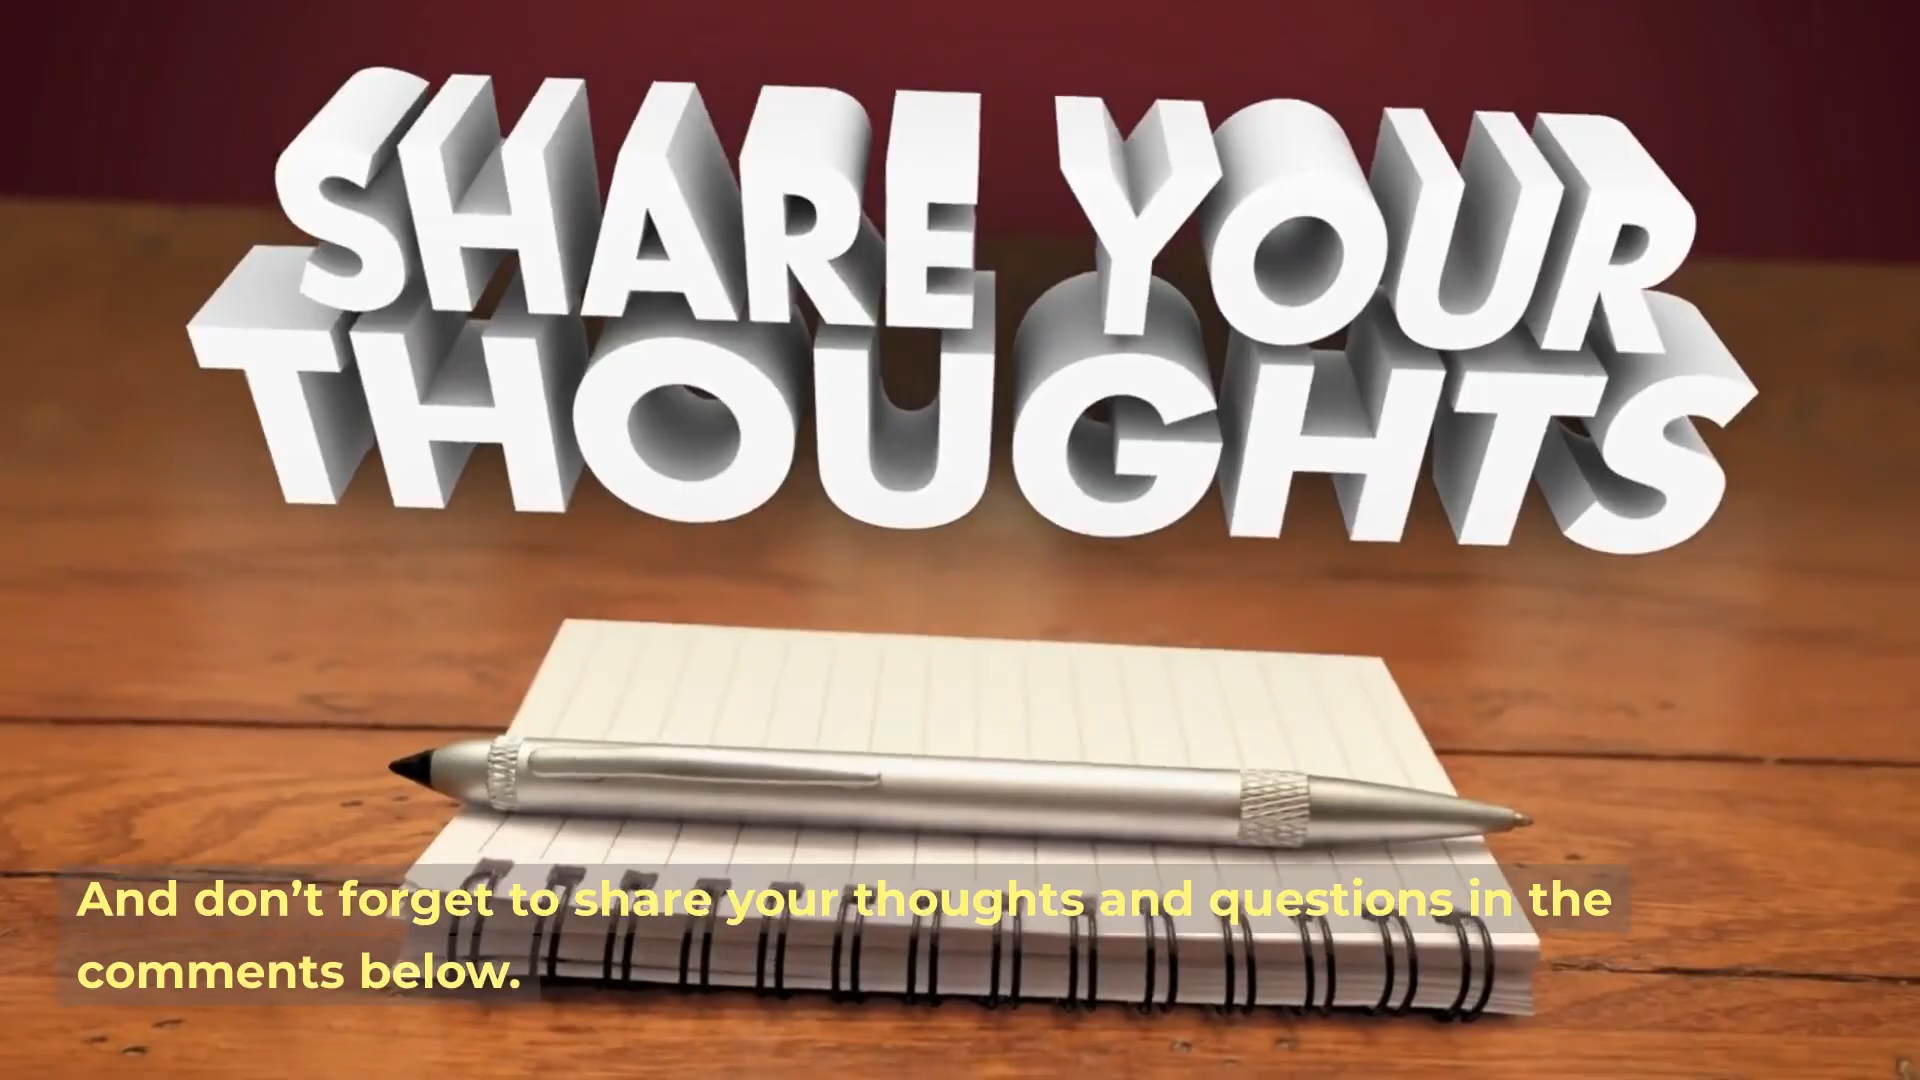 SHARE YOUR
THOUGHTS
And don’t forget to share your thoughts and questions in the
comments below.